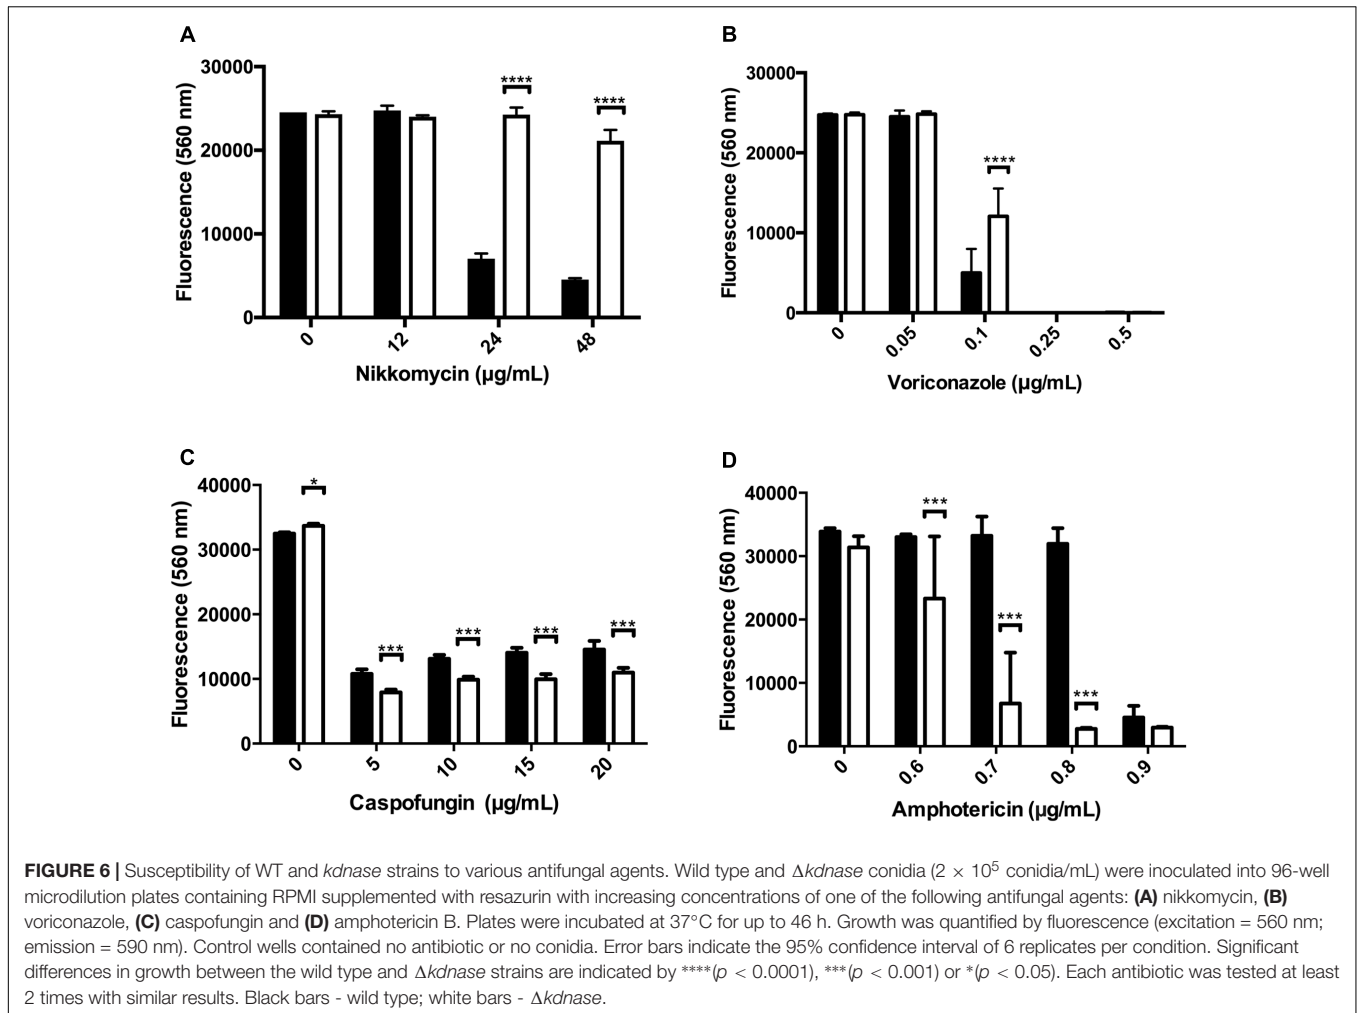 A
30000
20000
10000
0
Fluorescence (560 nm)
****
****
0
12
24
48
Nikkomycin (µg/mL)
B
30000
20000
10000
0
Fluorescence (560 nm)
****
0
0.05
0.1
0.25
0.5
Voriconazole (µg/mL)
C
40000
30000
20000
10000
0
Fluorescence (560 nm)
*
***
***
***
***
0
5
10
15
20
Caspofungin (µg/mL)
D
40000
30000
20000
10000
0
Fluorescence (560 nm)
***
***
***
0
0.6
0.7
0.8
0.9
Amphotericin (µg/mL)
FIGURE 6 | Susceptibility of WT and kdnase strains to various antifungal agents. Wild type and Δkdnase conidia (2 × 10⁵ conidia/mL) were inoculated into 96-well
microdilution plates containing RPMI supplemented with resazurin with increasing concentrations of one of the following antifungal agents: (A) nikkomycin, (B)
voriconazole, (C) caspofungin and (D) amphotericin B. Plates were incubated at 37°C for up to 46 h. Growth was quantified by fluorescence (excitation = 560 nm;
emission = 590 nm). Control wells contained no antibiotic or no conidia. Error bars indicate the 95% confidence interval of 6 replicates per condition. Significant
differences in growth between the wild type and Δkdnase strains are indicated by ****(p < 0.0001), ***(p < 0.001) or *(p < 0.05). Each antibiotic was tested at least
2 times with similar results. Black bars - wild type; white bars - Δkdnase.